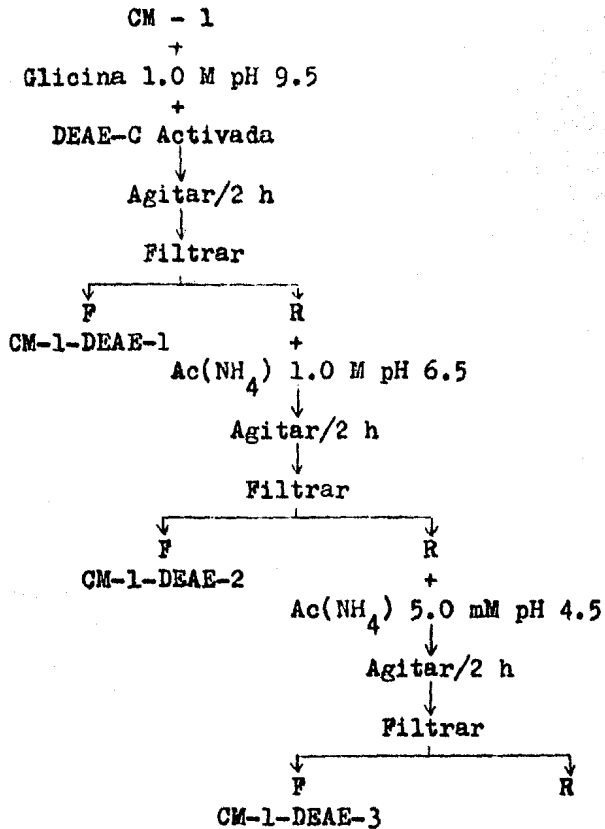 CM - 1
+
Glicina 1.0 M pH 9.5
+
DEAE-C Activada
Agitar/2 h
Filtrar
F R
CM-1-DEAE-1 +
Ac(NH4) 1.0 M pH 6.5
Agitar/2 h
Filtrar
F R
CM-1-DEAE-2 +
Ac(NH4) 5.0 mM pH 4.5
Agitar/2 h
Filtrar
F R
CM-1-DEAE-3